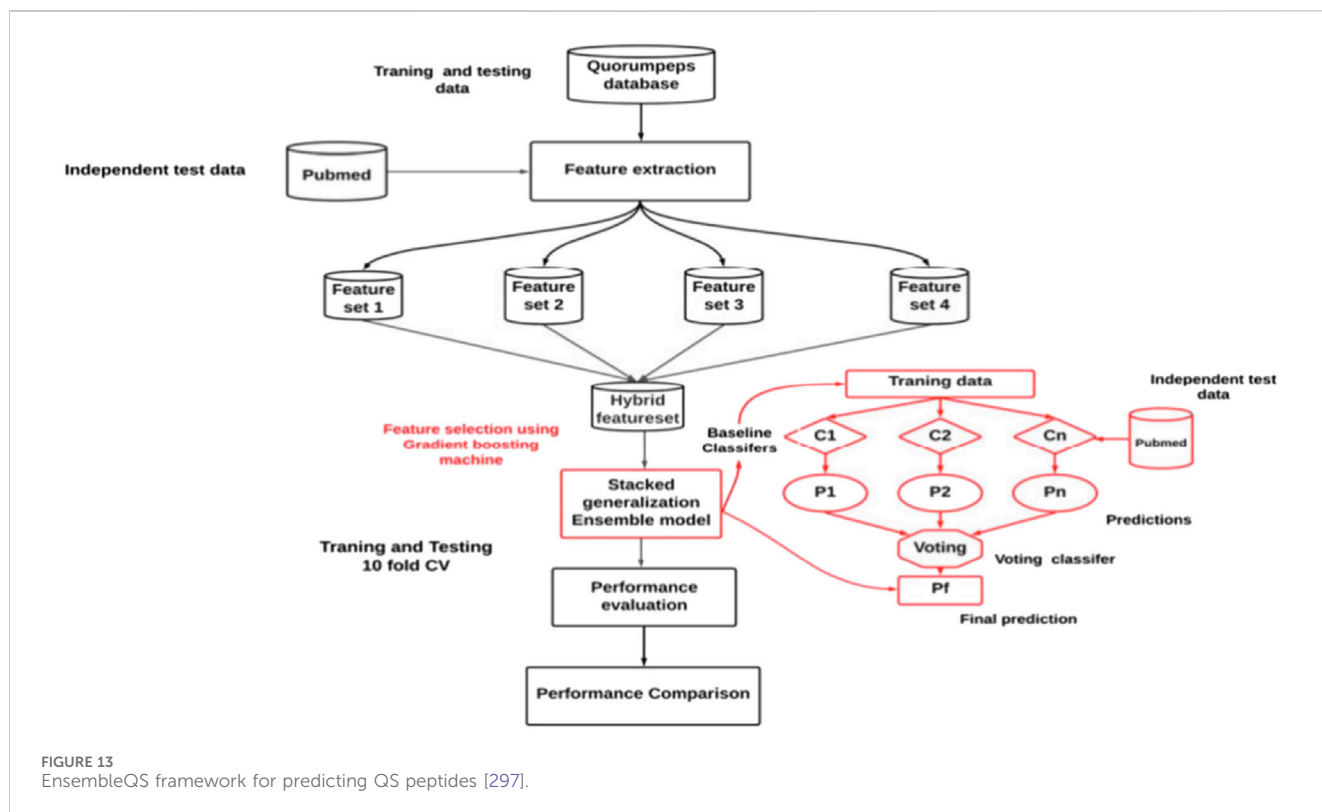 Quorumpeps
database
Traning and testing
data
Independent test data
Pubmed
Feature extraction
Feature
set 1
Feature
set 2
Feature
set 3
Feature
set 4
Hybrid
featureset
Feature selection using
Gradient boosting
machine
Stacked
generalization
Ensemble model
Traning and Testing
10 fold CV
Performance
evaluation
Performance Comparison
Baseline
Classifers
Traning data
Independent test
data
C1
C2
Cn
Pubmed
P1
P2
Pn
Predictions
Voting
Voting classifer
Pf
Final prediction
FIGURE 13
EnsembleQS framework for predicting QS peptides [297].